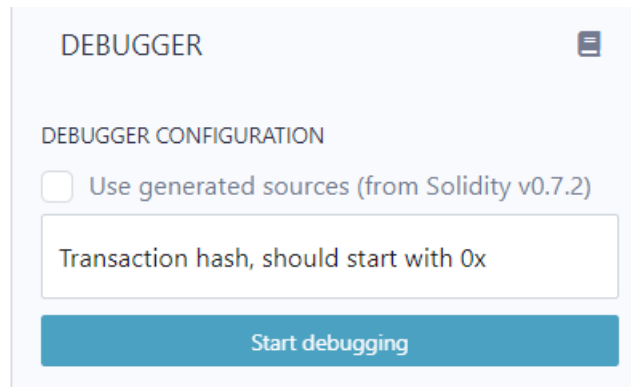 DEBUGGER
DEBUGGER CONFIGURATION
Use generated sources (from Solidity v0.7.2)
Transaction hash, should start with 0x
Start debugging